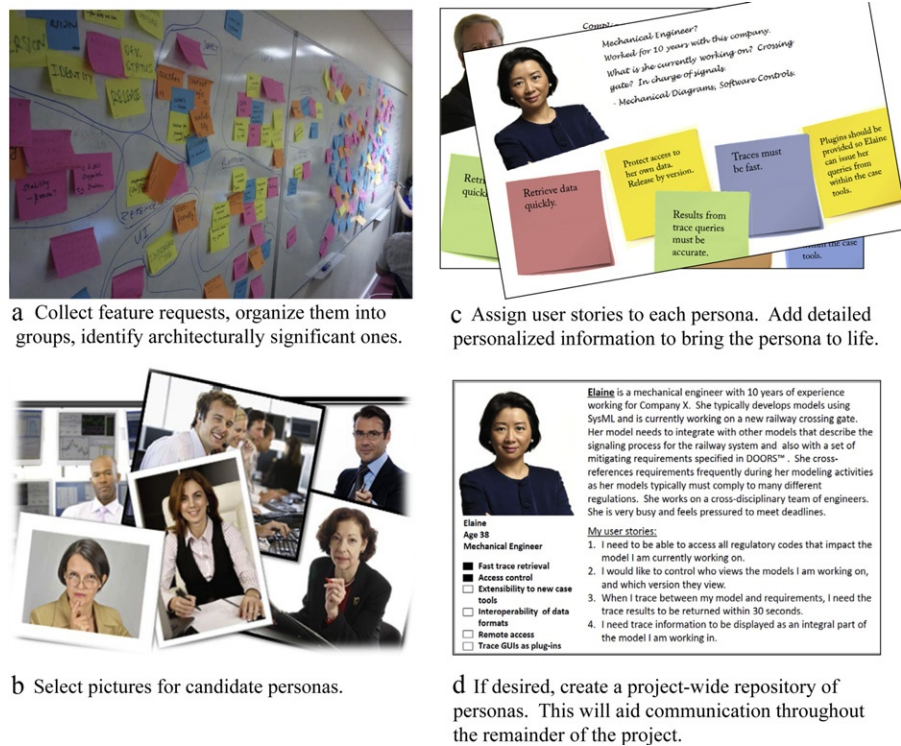 ERSION
IDENTITY
RELEASE
UI
a Collect feature requests, organize them into
groups, identify architecturally significant ones.
Mechanical Engineer?
Worked for 10 years with this company.
What is she currently working on? Crossing
gate? In charge of signals.
- Mechanical Diagrams, Software Controls.
Retrieve data
quickly.
Protect access to
her own data.
Release by version.
Results from
trace queries
must be
accurate.
Traces must
be fast.
Plugins should be
provided so Elaine
can issue her
queries from
within the case
tools.
quickly.
within the case
tools.
c Assign user stories to each persona. Add detailed
personalized information to bring the persona to life.
b Select pictures for candidate personas.
Elaine
Age 38
Mechanical Engineer
Fast trace retrieval
Access control
Extensibility to new case
tools
Interoperability of data
formats
Remote access
Trace GUIs as plug-ins
Elaine is a mechanical engineer with 10 years of experience
working for Company X. She typically develops models using
SysML and is currently working on a new railway crossing gate.
Her model needs to integrate with other models that describe the
signaling process for the railway system and also with a set of
mitigating requirements specified in DOORS™ . She cross-
references requirements frequently during her modeling activities
as her models typically must comply to many different
regulations. She works on a cross-disciplinary team of engineers.
She is very busy and feels pressured to meet deadlines.
My user stories:
1. I need to be able to access all regulatory codes that impact the
model I am currently working on.
2. I would like to control who views the models I am working on,
and which version they view.
3. When I trace between my model and requirements, I need the
trace results to be returned within 30 seconds.
4. I need trace information to be displayed as an integral part of
the model I am working in.
d If desired, create a project-wide repository of
personas. This will aid communication throughout
the remainder of the project.